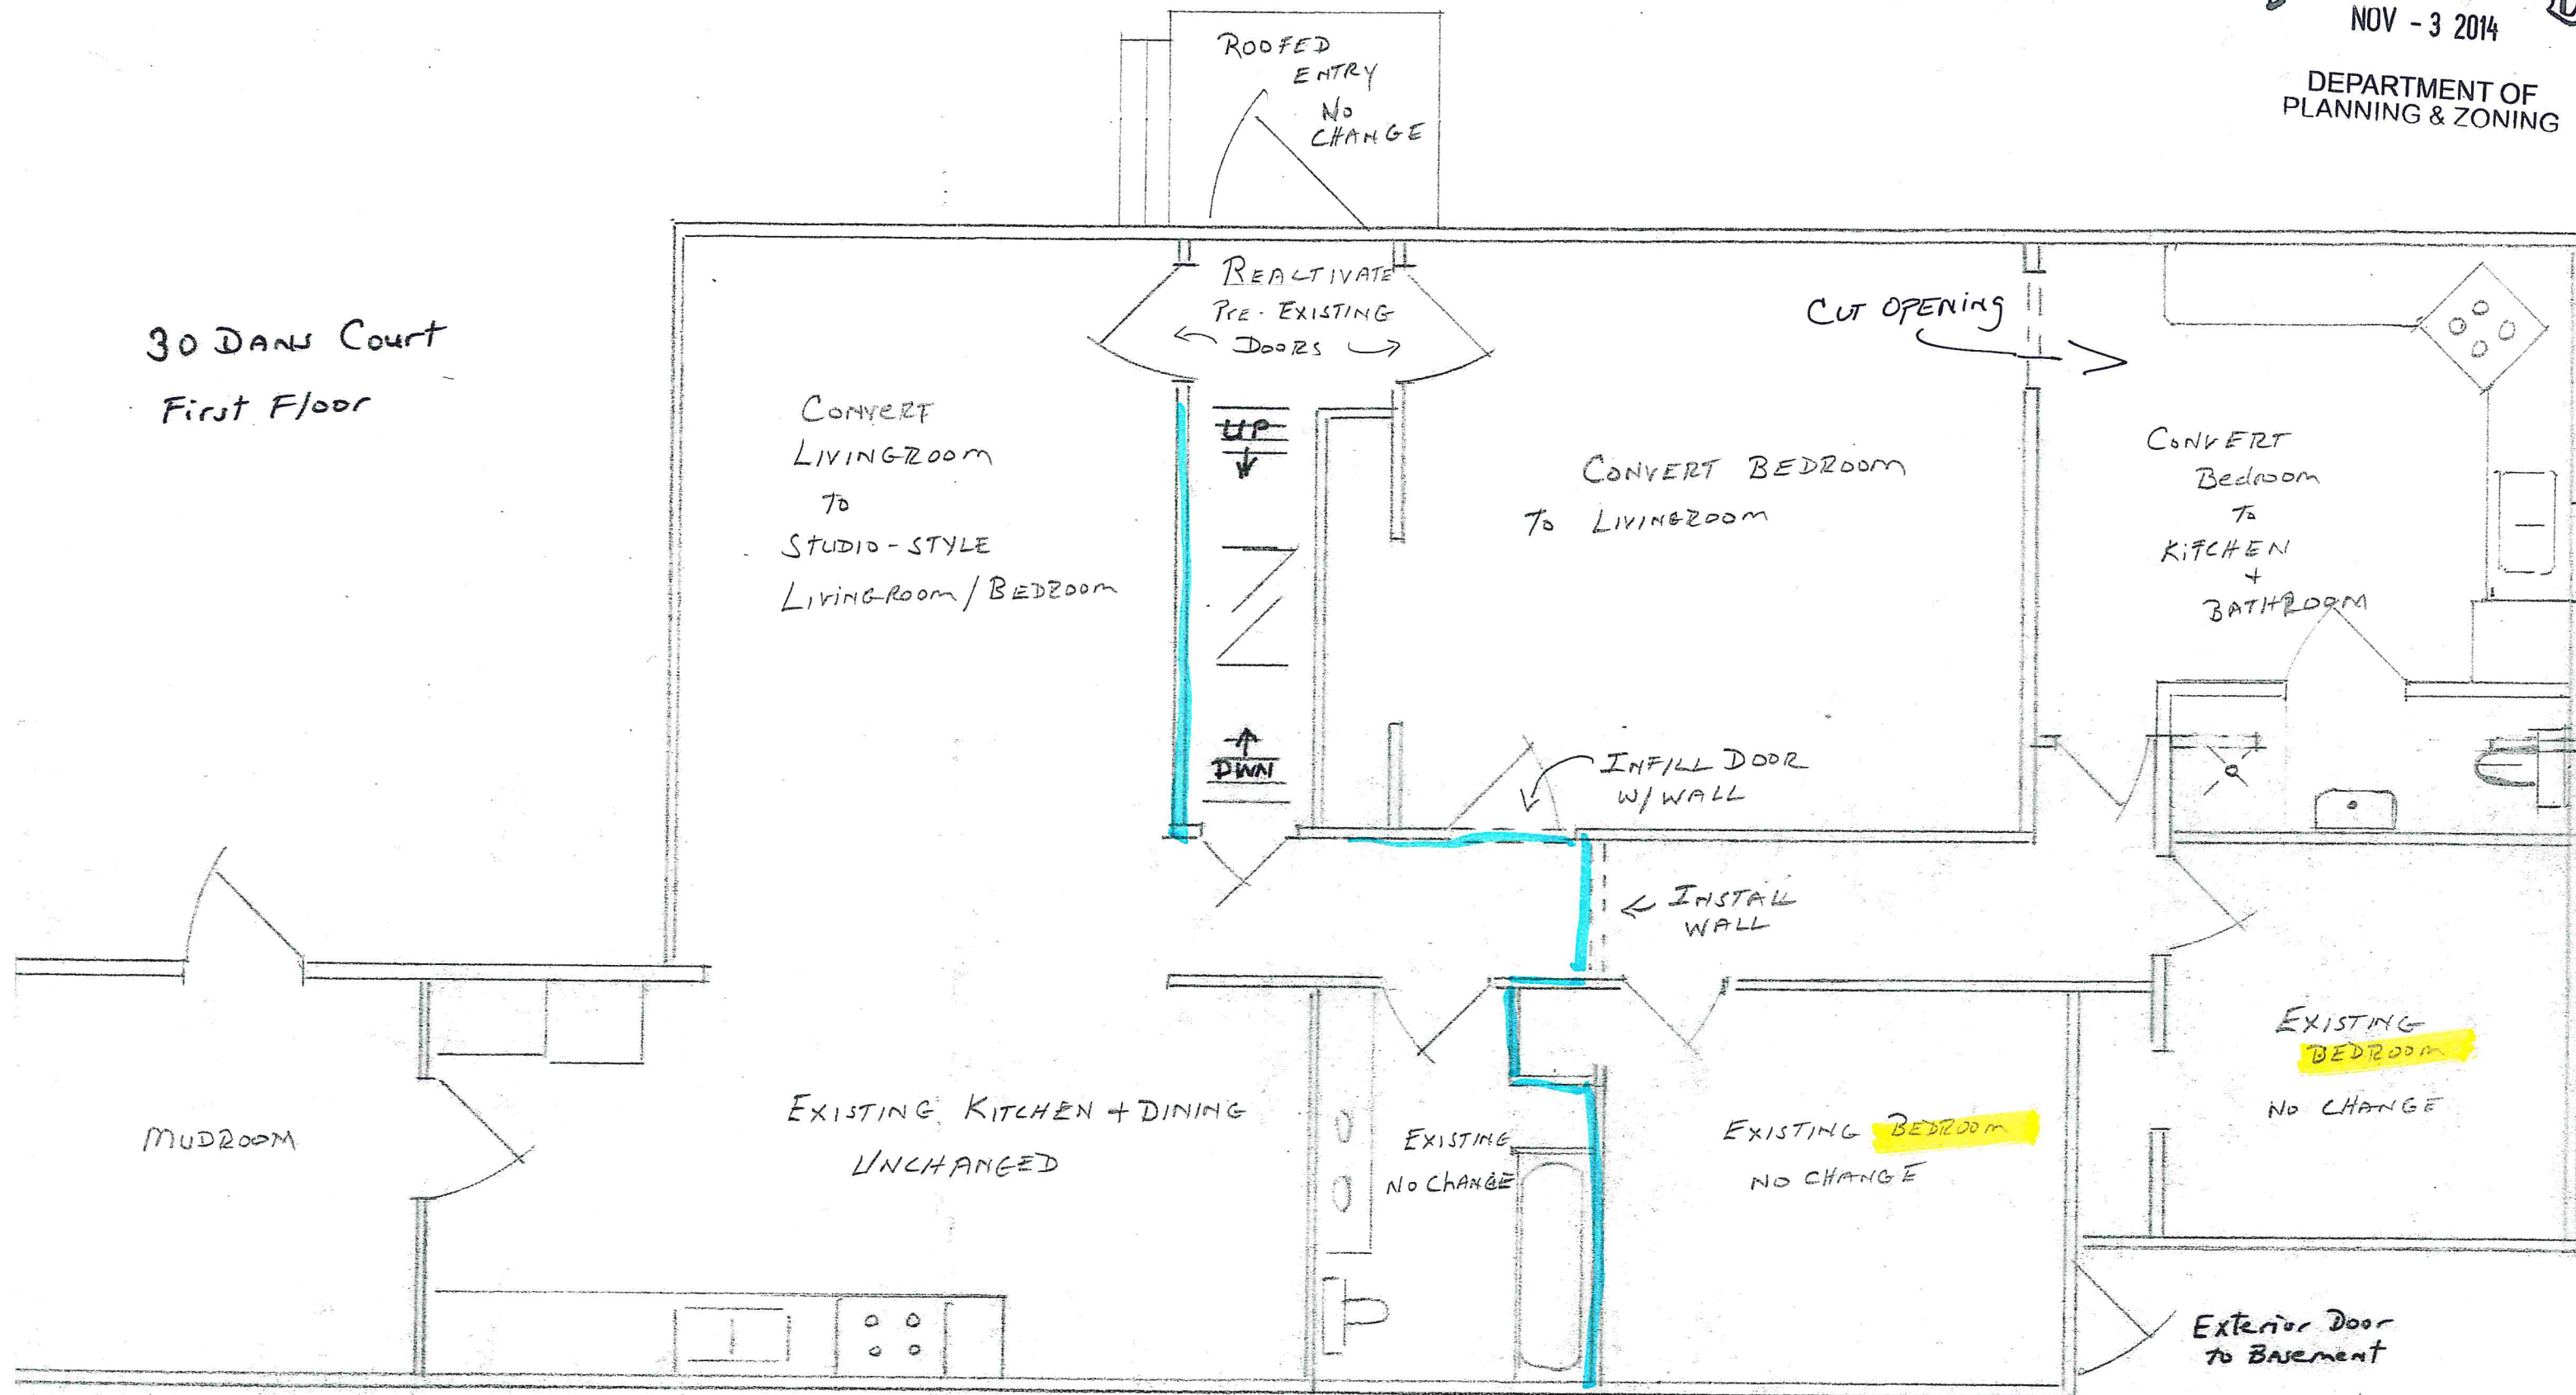 NOV - 3 2014
DEPARTMENT OF
PLANNING & ZONING
ROOFED
ENTRY
No
CHANGE
30 DANS Court
First Floor
REACTIVATE
PRE-EXISTING
← DOORS →
CUT OPENING
CONVERT
LIVINGROOM
To
STUDIO-STYLE
LIVINGROOM/BEDROOM
UP
DWN
CONVERT BEDROOM
To LIVINGROOM
CONVERT
Bedroom
To
KITCHEN
+
BATHROOM
INFILL DOOR
W/ WALL
← INSTALL
WALL
MUDROOM
EXISTING KITCHEN + DINING
UNCHANGED
EXISTING
NO CHANGE
EXISTING BEDROOM
NO CHANGE
EXISTING
BEDROOM
NO CHANGE
Exterior Door
to Basement